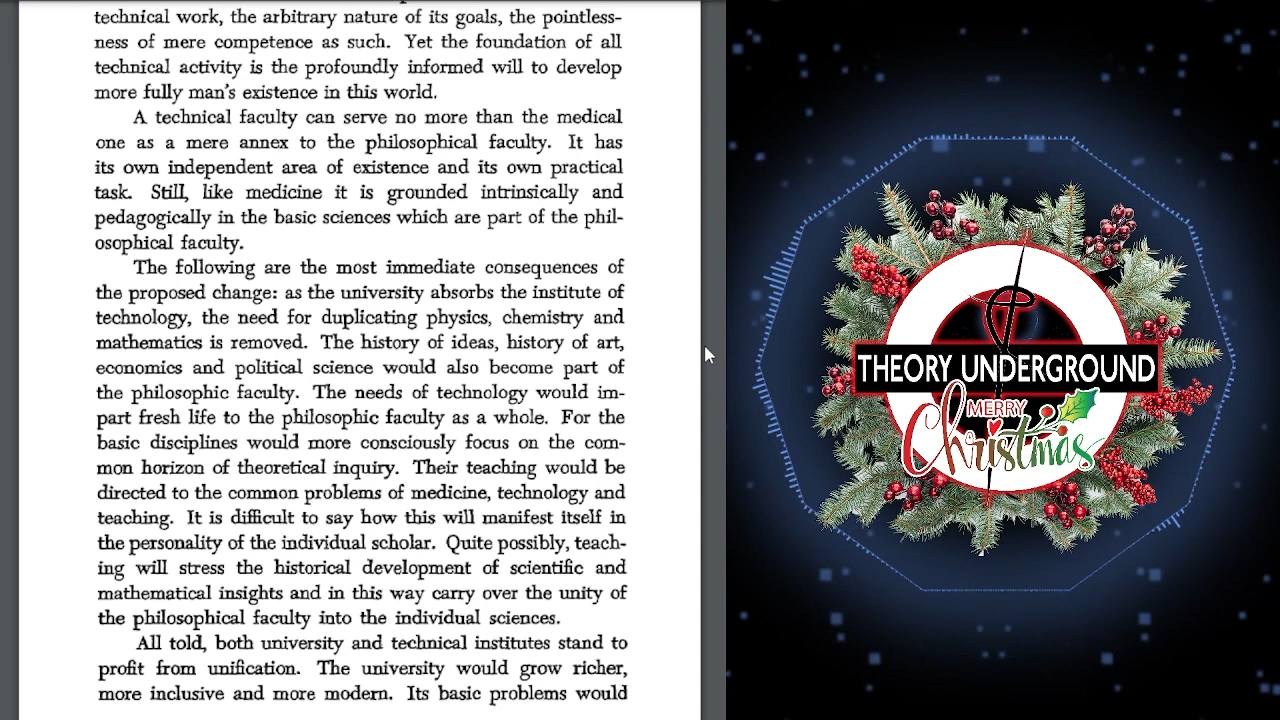 technical work, the arbitrary nature of its goals, the pointless-
ness of mere competence as such. Yet the foundation of all
technical activity is the profoundly informed will to develop
more fully man's existence in this world.
A technical faculty can serve no more than the medical
one as a mere annex to the philosophical faculty. It has
its own independent area of existence and its own practical
task. Still, like medicine it is grounded intrinsically and
pedagogically in the basic sciences which are part of the phil-
osophical faculty.
The following are the most immediate consequences of
the proposed change: as the university absorbs the institute of
technology, the need for duplicating physics, chemistry and
mathematics is removed. The history of ideas, history of art,
economics and political science would also become part of
the philosophic faculty. The needs of technology would im-
part fresh life to the philosophic faculty as a whole. For the
basic disciplines would more consciously focus on the com-
mon horizon of theoretical inquiry. Their teaching would be
directed to the common problems of medicine, technology and
teaching. It is difficult to say how this will manifest itself in
the personality of the individual scholar. Quite possibly, teach-
ing will stress the historical development of scientific and
mathematical insights and in this way carry over the unity of
the philosophical faculty into the individual sciences.
All told, both university and technical institutes stand to
profit from unification. The university would grow richer,
more inclusive and more modern. Its basic problems would
THEORY UNDERGROUND
MERRY
Christmas